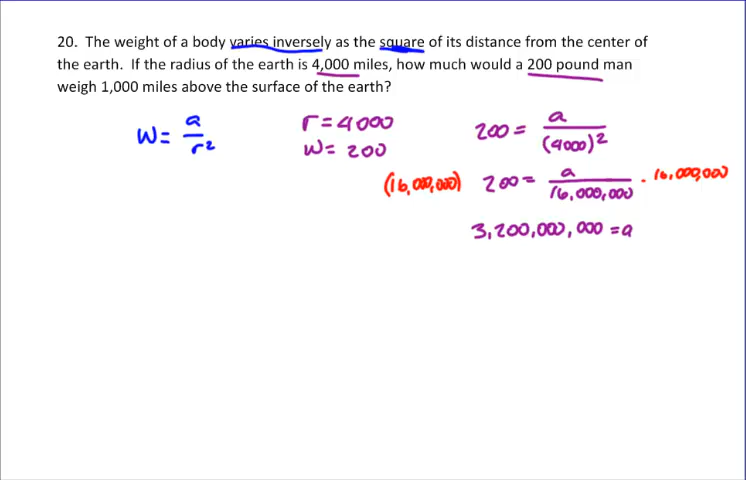 20. The weight of a body varies inversely as the square of its distance from the center of
the earth. If the radius of the earth is 4,000 miles, how much would a 200 pound man
weigh 1,000 miles above the surface of the earth?
W = a / r²
r = 4000
W = 200
200 = a / (4000)²
(16,000,000) 200 = a / 16,000,000 · 16,000,000
3,200,000,000 = a